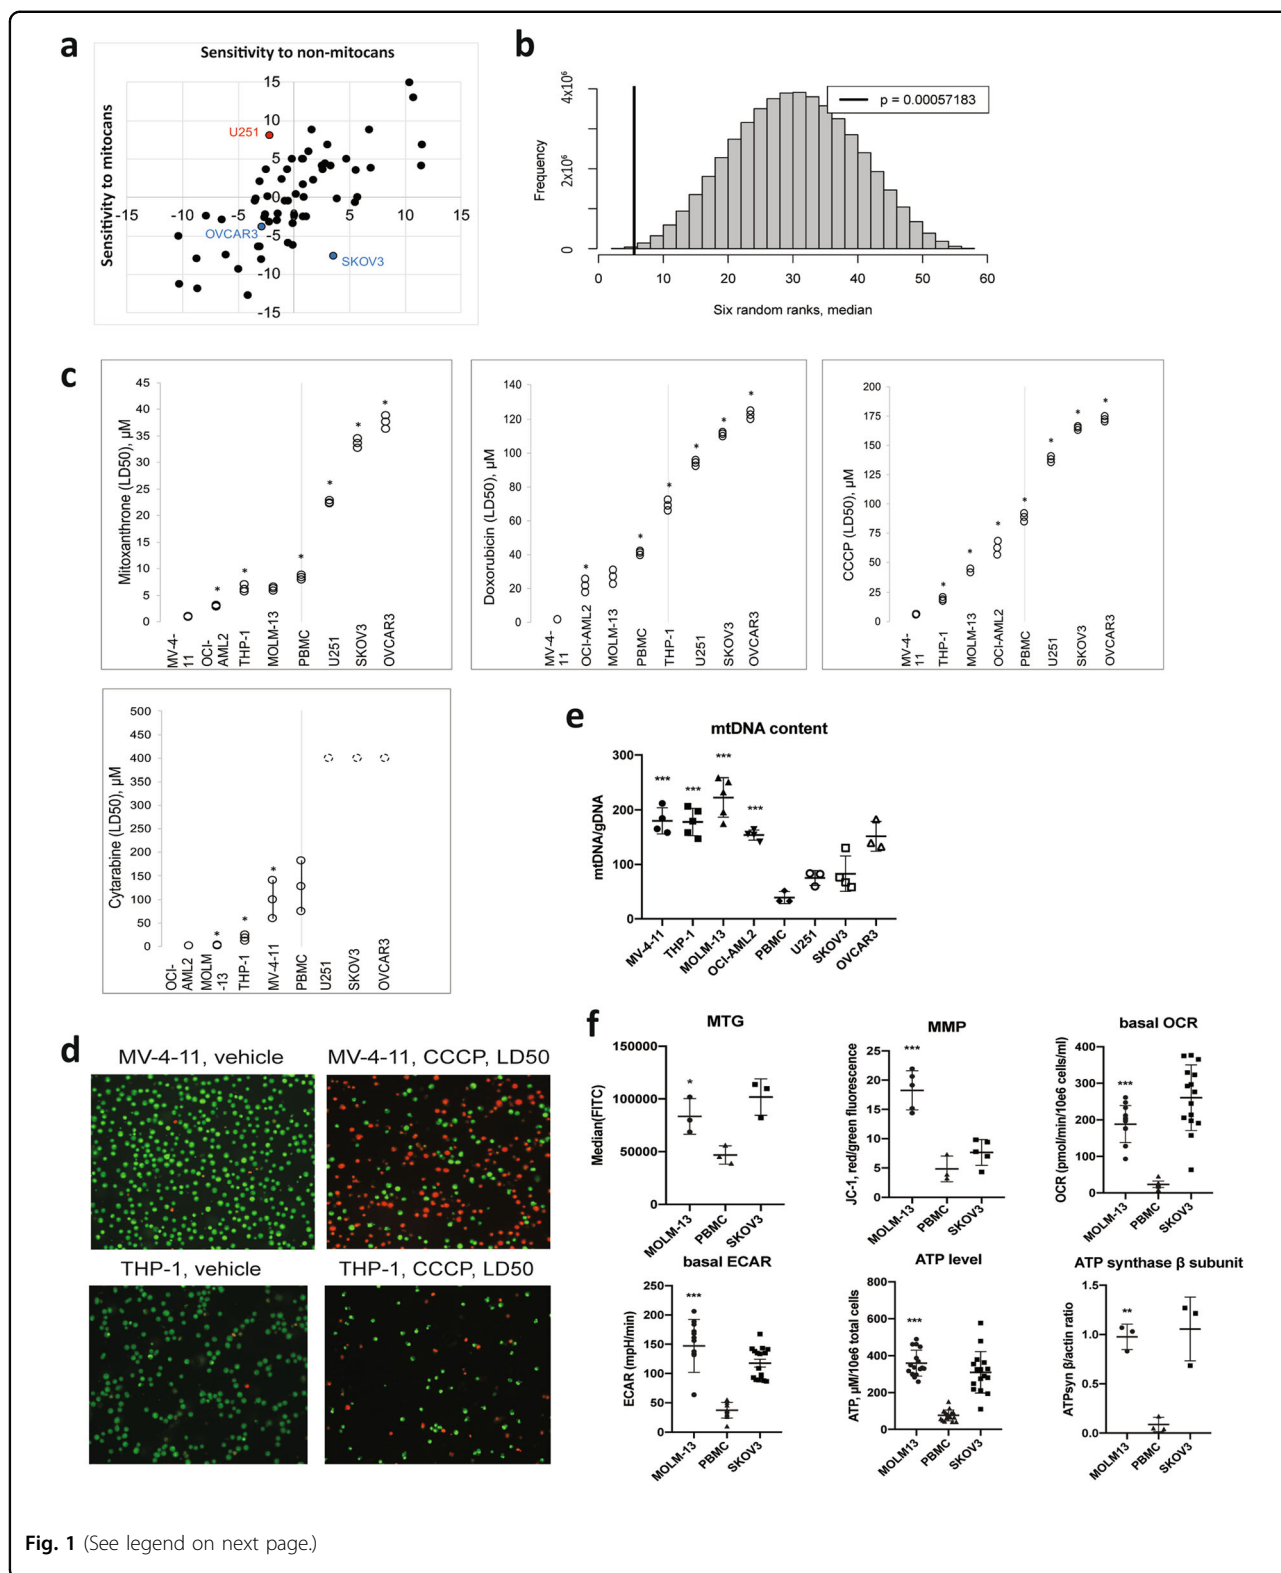 a
Sensitivity to non-mitocans
Sensitivity to mitocans
15
10
5
0
-5
-10
-15
-15
-10
-5
5
10
15
U251
OVCAR3
SKOV3
b
Frequency
4x10⁶
2x10⁶
0
p = 0.00057183
0
10
20
30
40
50
60
Six random ranks, median
c
Mitoxanthrone (LD50), µM
45
40
35
30
25
20
15
10
5
0
*
*
*
*
*
*
MV-4-
11
OCI-
AML2
THP-1
MOLM-13
PBMC
U251
SKOV3
OVCAR3
Doxorubicin (LD50), µM
140
120
100
80
60
40
20
0
*
*
*
*
*
*
MV-4-
11
OCI-AML2
MOLM-13
PBMC
THP-1
U251
SKOV3
OVCAR3
CCCP (LD50), µM
200
175
150
125
100
75
50
25
0
*
*
*
*
*
*
*
MV-4-
11
THP-1
MOLM-13
OCI-AML2
PBMC
U251
SKOV3
OVCAR3
Cytarabine (LD50), µM
500
450
400
350
300
250
200
150
100
50
0
*
*
*
OCI-
AML2
MOLM
-13
THP-1
MV-4-11
PBMC
U251
SKOV3
OVCAR3
e
mtDNA content
mtDNA/gDNA
300
200
100
0
***
***
***
***
MV-4-11
THP-1
MOLM-13
OCI-AML2
PBMC
U251
SKOV3
OVCAR3
d
MV-4-11, vehicle
MV-4-11, CCCP, LD50
THP-1, vehicle
THP-1, CCCP, LD50
f
MTG
Median(FITC)
150000
100000
50000
0
*
MOLM-13
PBMC
SKOV3
MMP
JC-1, red/green fluorescence
25
20
15
10
5
0
***
MOLM-13
PBMC
SKOV3
basal OCR
OCR (pmol/min/10e6 cells/ml)
400
300
200
100
0
***
MOLM-13
PBMC
SKOV3
basal ECAR
ECAR (mpH/min)
250
200
150
100
50
0
***
MOLM-13
PBMC
SKOV3
ATP level
ATP, µM/10e6 total cells
800
600
400
200
0
***
MOLM13
PBMC
SKOV3
ATP synthase β subunit
ATPsyn β/actin ratio
1.5
1.0
0.5
0.0
**
MOLM13
PBMC
SKOV3
Fig. 1 (See legend on next page.)